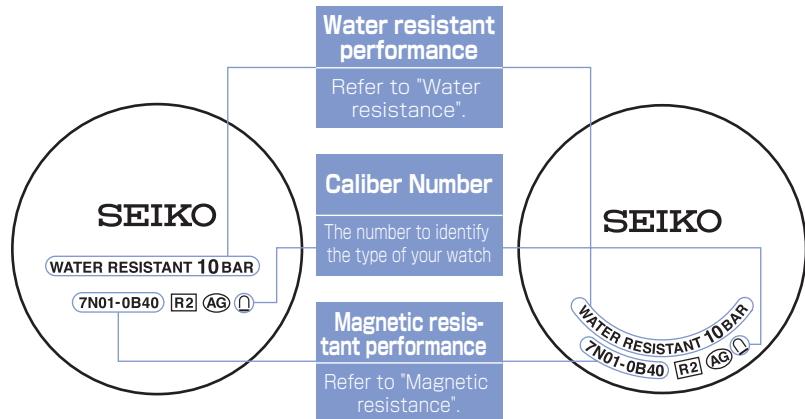 Water resistant
performance
Refer to "Water
resistance".
Caliber Number
The number to identify
the type of your watch
Magnetic resis-
tant performance
Refer to "Magnetic
resistance".
SEIKO
WATER RESISTANT 10 BAR
7N01-0B40 R2 AG
SEIKO
WATER RESISTANT 10 BAR
7N01-0B40 R2 AG